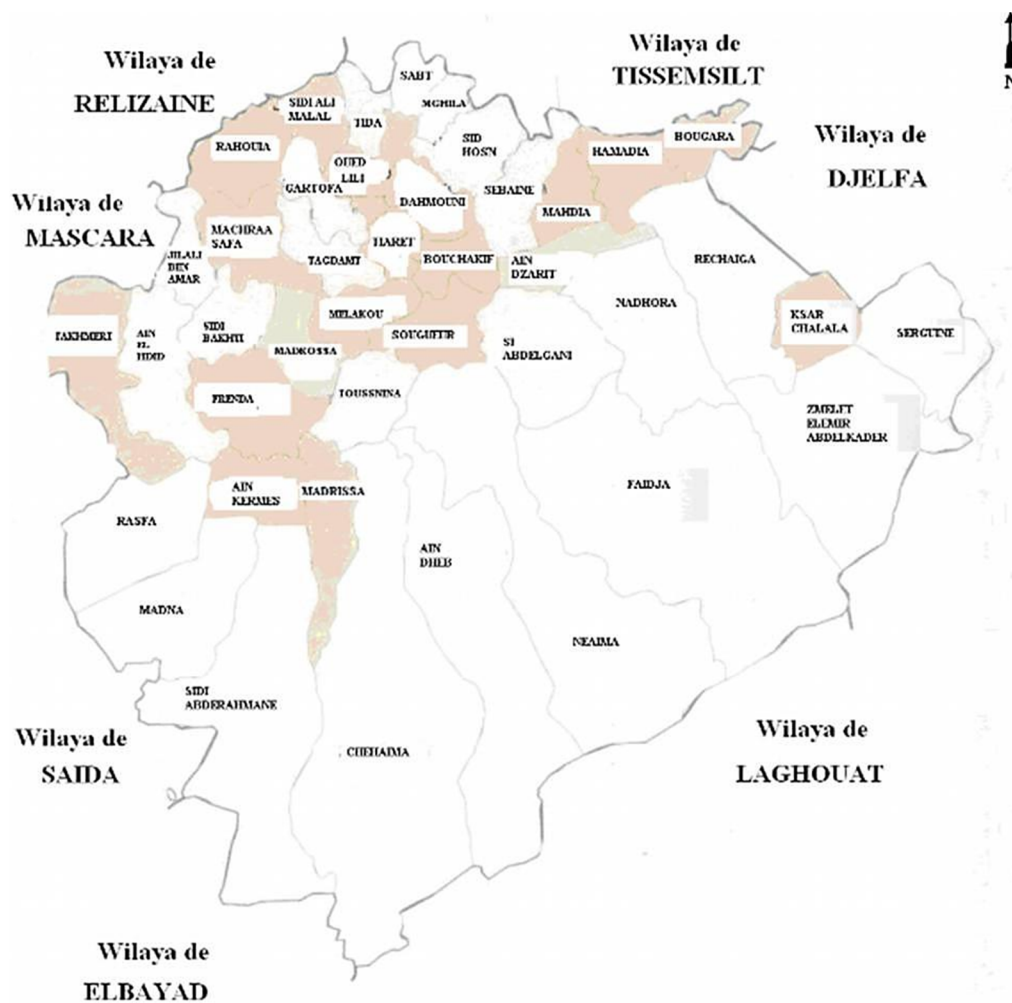 Wilaya de
RELIZAINE
Wilaya de
TISSEMSILT
N
Wilaya de
DJELFA
Wilaya de
MASCARA
SABT
MGHILA
SIDI ALI
MALAL
TIDA
SID
HOSN
RAHOUIA
OUED
LILI
HAMADIA
BOUGARA
GARTOFA
DAHMOUNI
SEBAINE
MAHDIA
MACHRAA
SAFA
TIARET
JILALI
BIN
AMAR
TAGDAMT
BOUCHAKIF
AIN
DZARIT
RECHAIGA
NADHORA
KSAR
CHALALA
SERGUINE
TAKHMERI
AIN
EL
HDID
SIDI
BAKHTI
MELAKOU
SOUGUEUR
MADROSSA
SI
ABDELGANI
FRENDA
TOUSSNINA
ZMELET
ELEMIR
ABDELKADER
AIN
KERMES
MADRISSA
FAIDJA
RASFA
AIN
DHEB
MADNA
NEAIMA
SIDI
ABDERAHMANE
CHEHAIMA
Wilaya de
SAIDA
Wilaya de
LAGHOUAT
Wilaya de
ELBAYAD